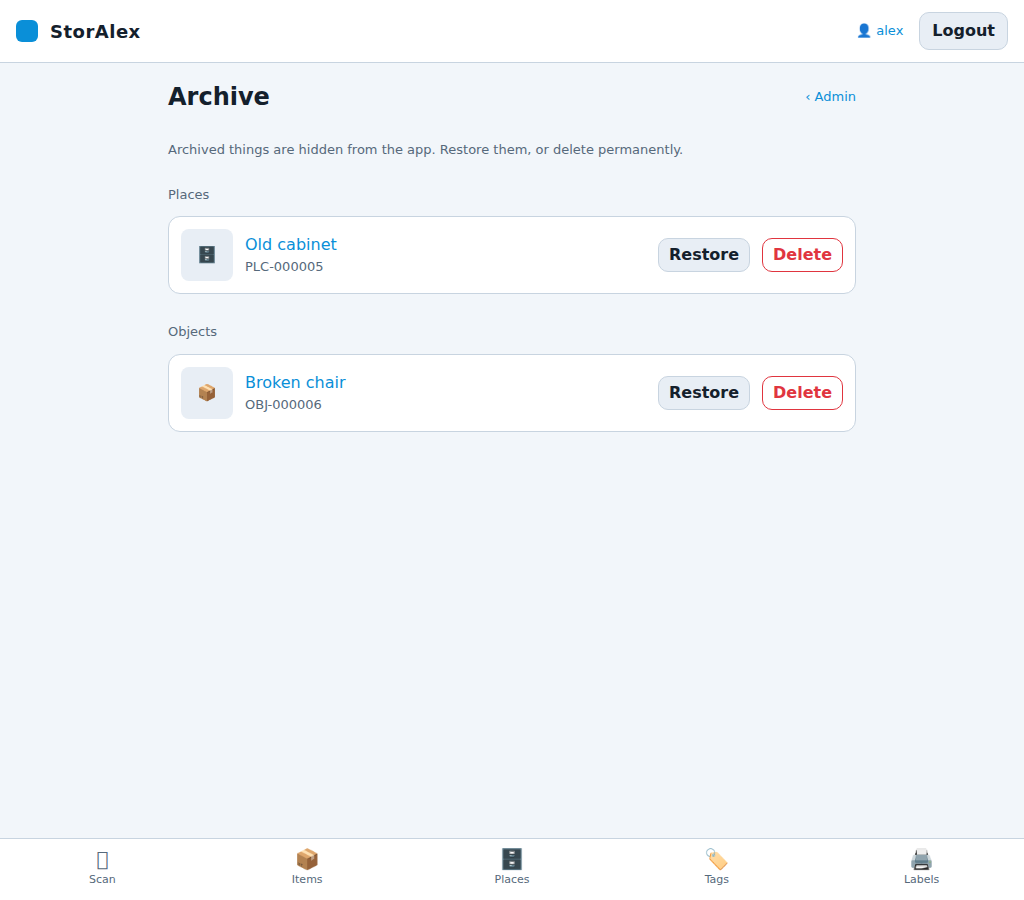 StorAlex
👤 alex
Logout
Archive
‹ Admin
Archived things are hidden from the app. Restore them, or delete permanently.
Places
Old cabinet
PLC-000005
Restore
Delete
Objects
Broken chair
OBJ-000006
Restore
Delete
Scan
Items
Places
Tags
Labels